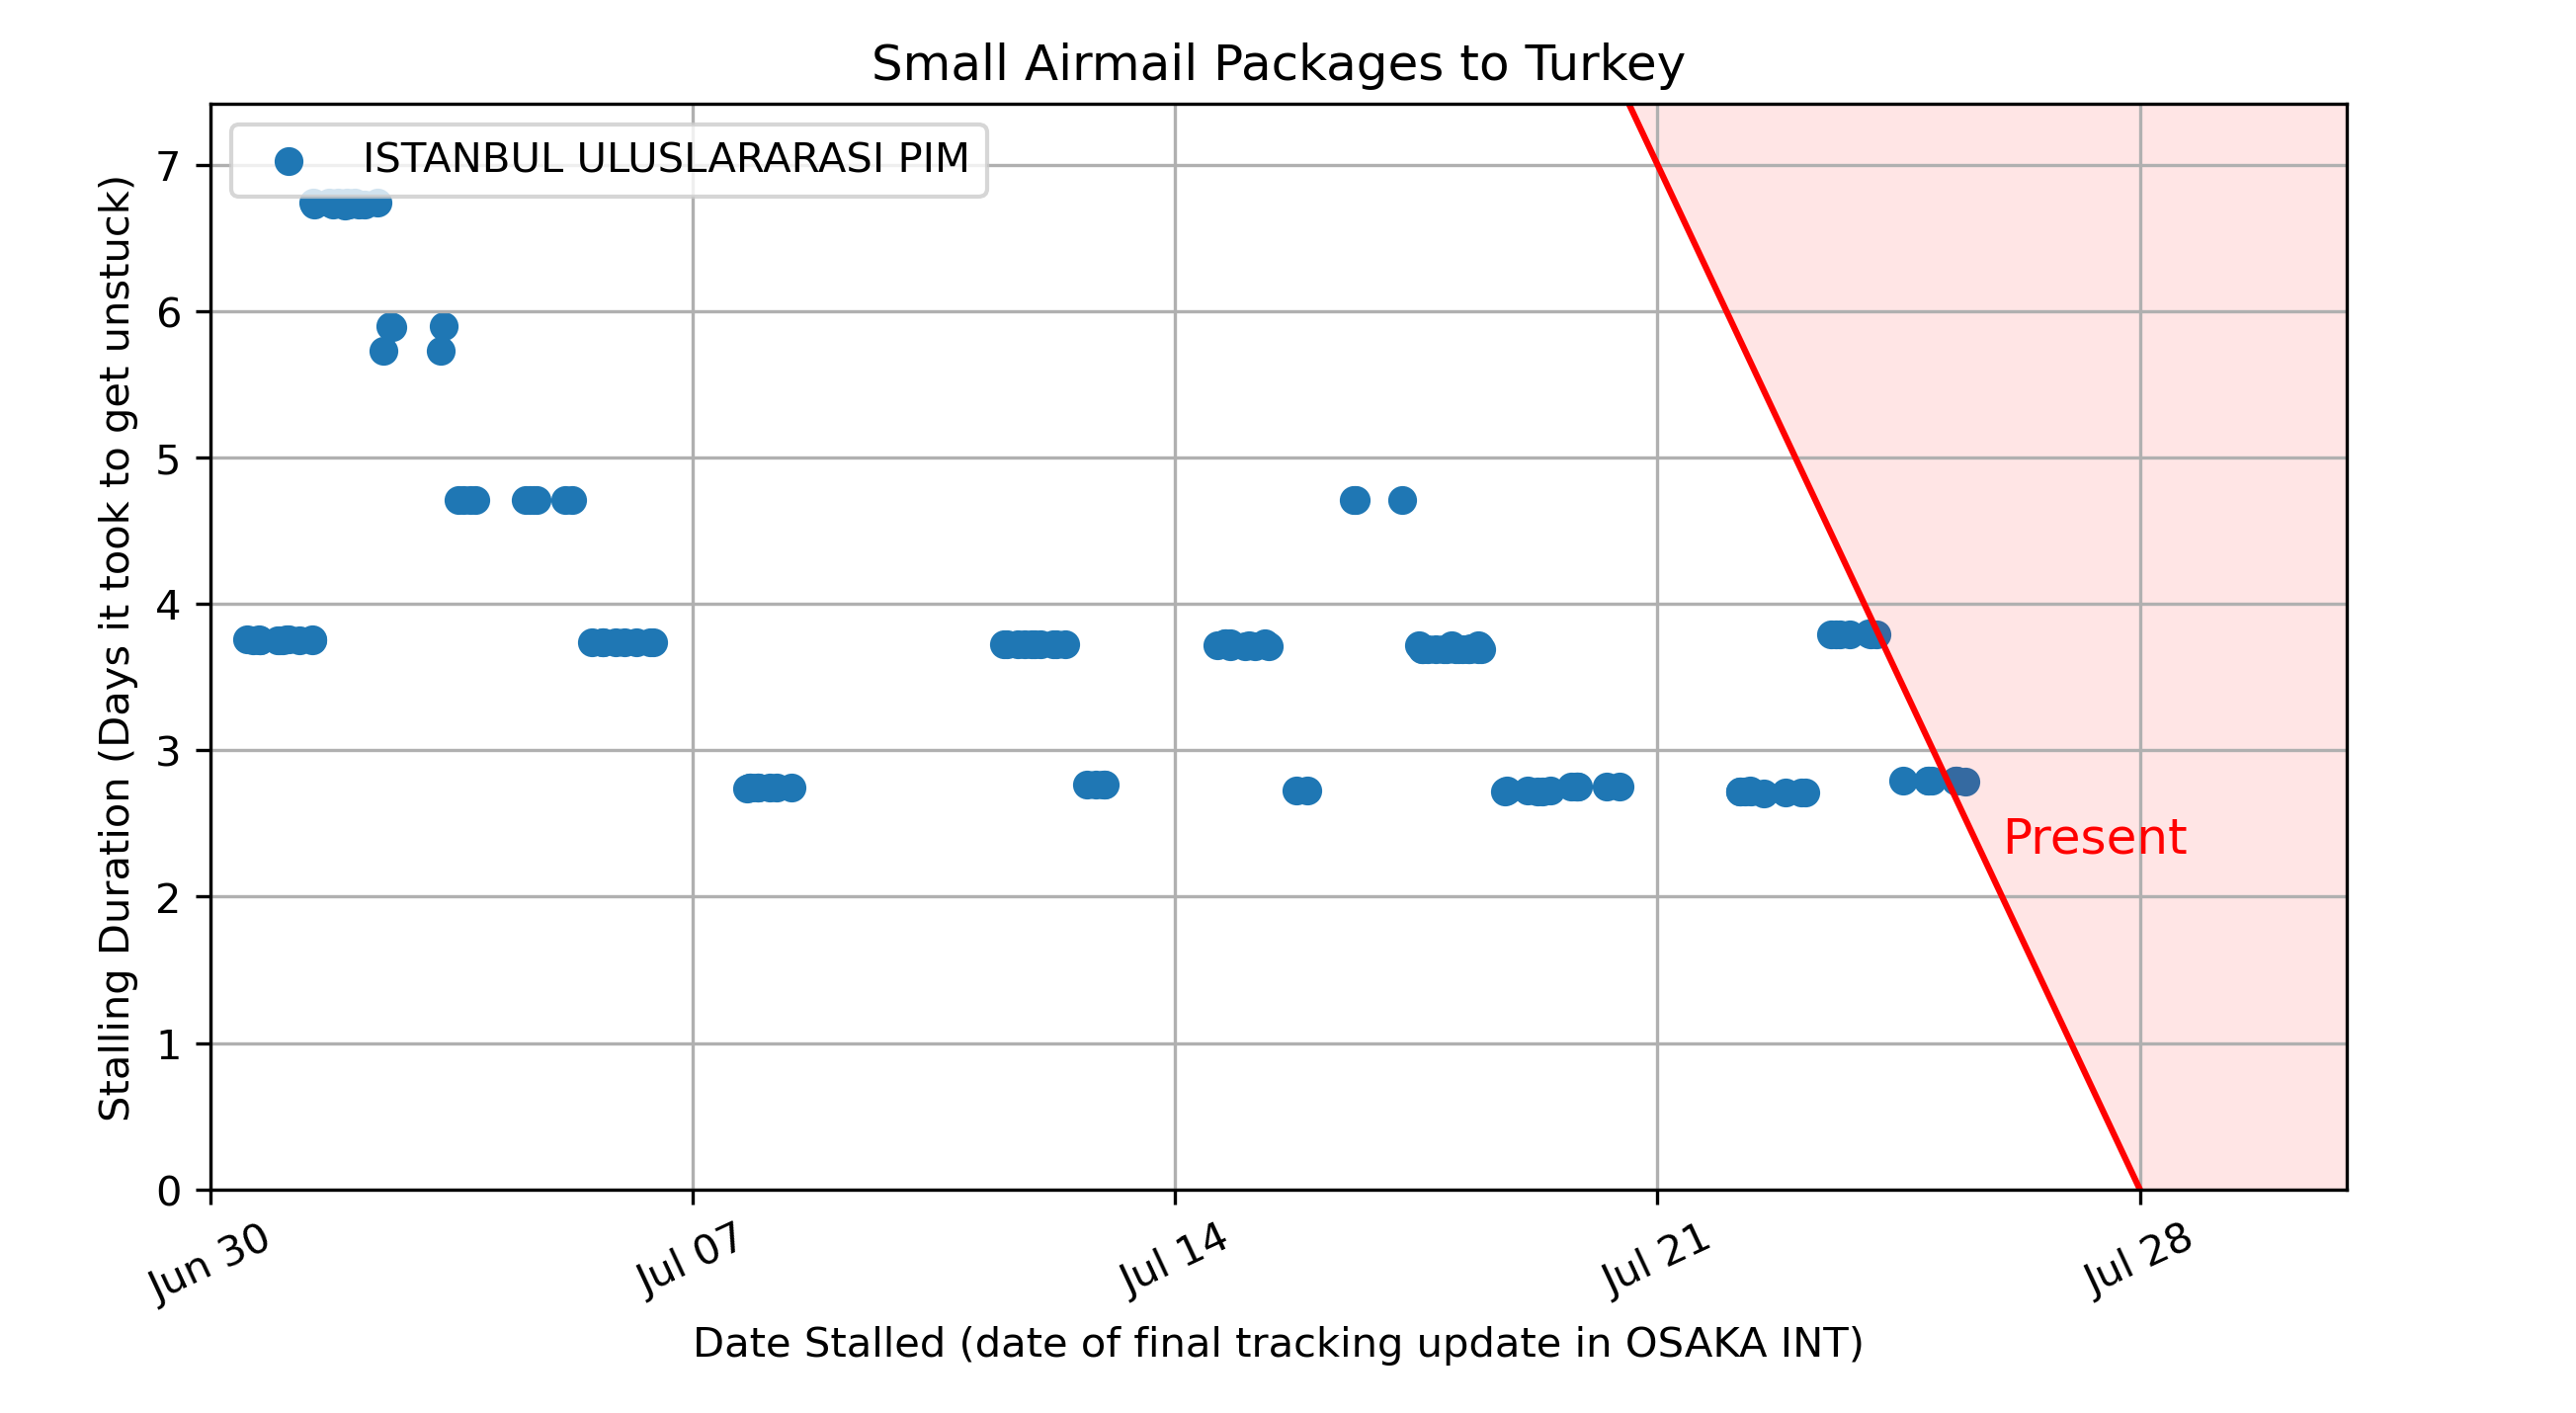 Small Airmail Packages to Turkey
ISTANBUL ULUSLARARASI PIM
Stalling Duration (Days it took to get unstuck)
7
6
5
4
3
2
1
0
Present
Jun 30
Jul 07
Jul 14
Jul 21
Jul 28
Date Stalled (date of final tracking update in OSAKA INT)